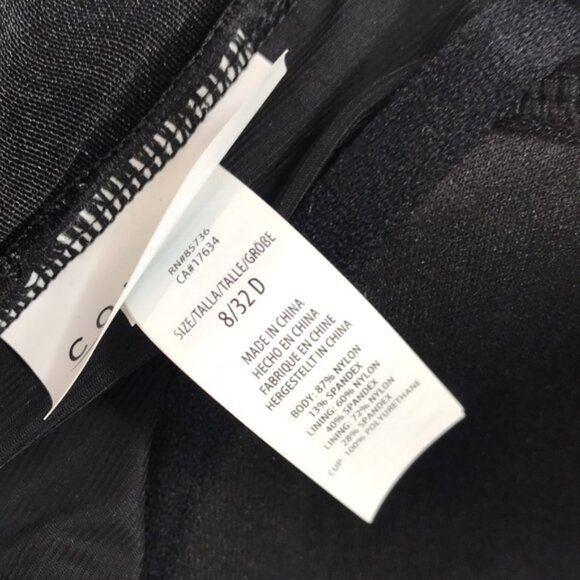 CO
RN#85736
CA#17634
SIZE/TALLA/TALLE/GRÖBE
8/32 D
MADE IN CHINA
HECHO EN CHINA
FABRIQUE EN CHINE
HERGESTELLT IN CHINA
BODY: 87% NYLON
13% SPANDEX
LINING: 60% NYLON
40% SPANDEX
LINING: 72% NYLON
28% SPANDEX
CUP: 100% POLYURETHANE